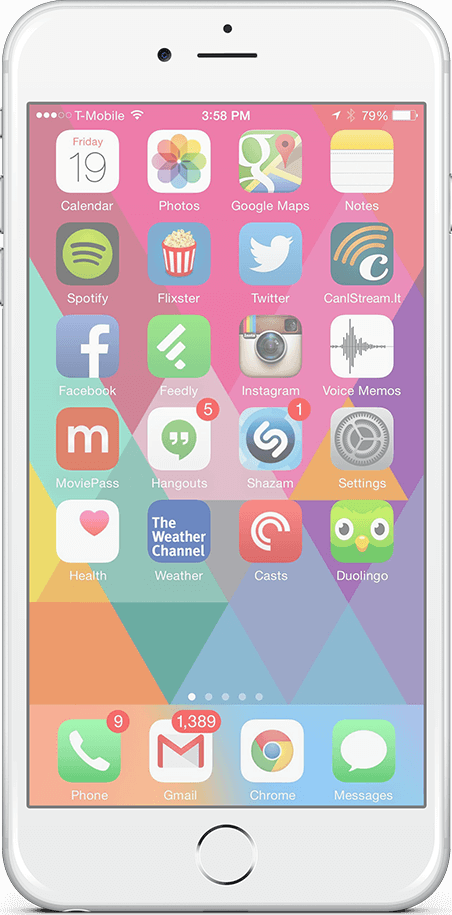 T-Mobile 3:58 PM 79%
Friday
19
Calendar Photos Google Maps Notes
Spotify Flixster Twitter CanIStream.It
f
Facebook Feedly Instagram Voice Memos
m 5 1
MoviePass Hangouts Shazam Settings
The
Weather
Channel
Health Weather Casts Duolingo
9 1,389
Phone Gmail Chrome Messages